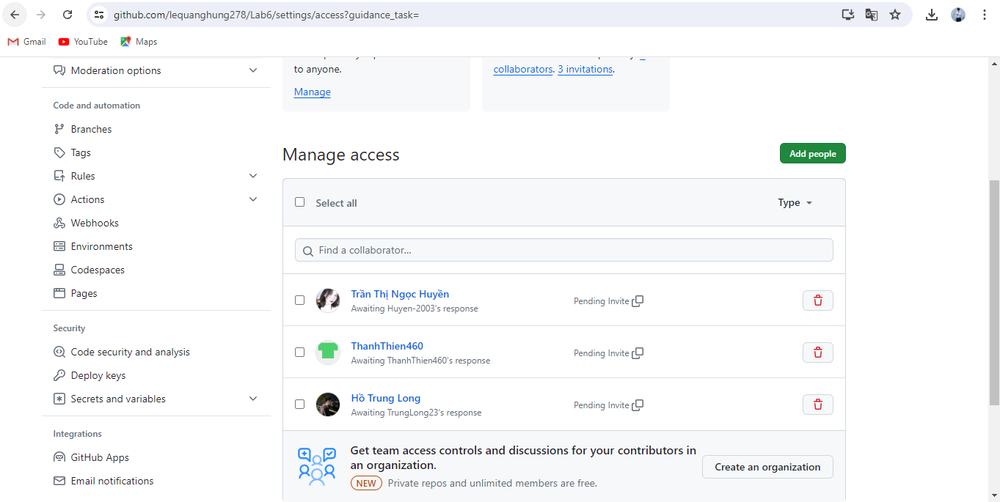 github.com/lequanghung278/Lab6/settings/access?guidance_task=
Gmail YouTube Maps
Moderation options
Code and automation
Branches
Tags
Rules
Actions
Webhooks
Environments
Codespaces
Pages
Security
Code security and analysis
Deploy keys
Secrets and variables
Integrations
GitHub Apps
Email notifications
to anyone.
Manage
collaborators. 3 invitations.
Manage access
Add people
Select all
Type
Find a collaborator...
Trần Thị Ngọc Huyền
Awaiting Huyen-2003's response
Pending Invite
ThanhThien460
Awaiting ThanhThien460's response
Pending Invite
Hồ Trung Long
Awaiting TrungLong23's response
Pending Invite
Get team access controls and discussions for your contributors in
an organization.
NEW Private repos and unlimited members are free.
Create an organization